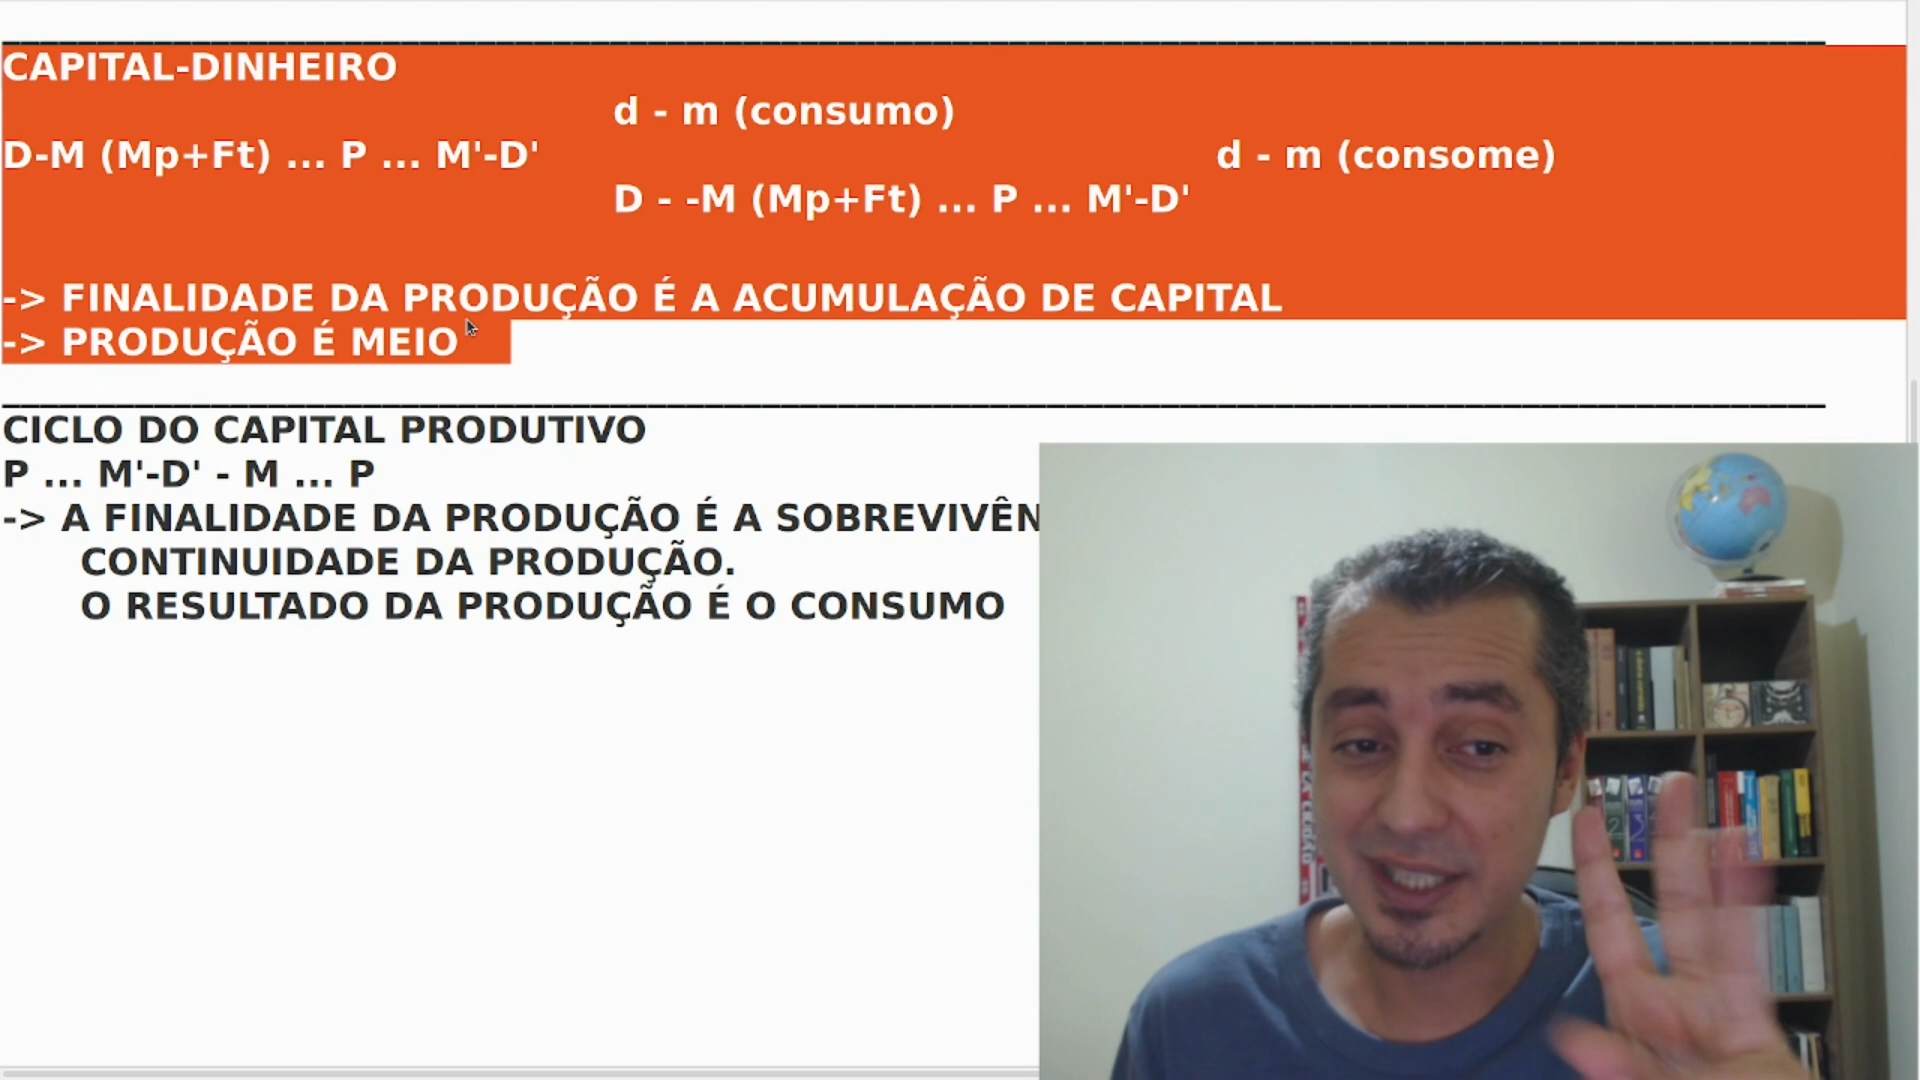 CAPITAL-DINHEIRO
d - m (consumo)
D-M (Mp+Ft) ... P ... M'-D' d - m (consome)
D - -M (Mp+Ft) ... P ... M'-D'
-> FINALIDADE DA PRODUÇÃO É A ACUMULAÇÃO DE CAPITAL
-> PRODUÇÃO É MEIO
CICLO DO CAPITAL PRODUTIVO
P ... M'-D' - M ... P
-> A FINALIDADE DA PRODUÇÃO É A SOBREVIVÊN
CONTINUIDADE DA PRODUÇÃO.
O RESULTADO DA PRODUÇÃO É O CONSUMO